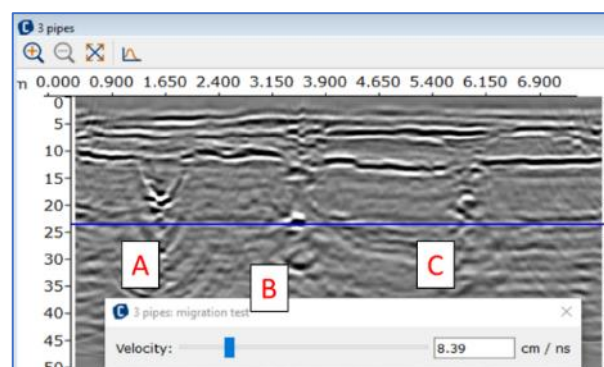 3 pipes
m 0.000 0.900 1.650 2.400 3.150 3.900 4.650 5.400 6.150 6.900
0
5
10
15
20
25
30
35
40
45
50
A
B
C
3 pipes: migration test
Velocity: 8.39 cm / ns